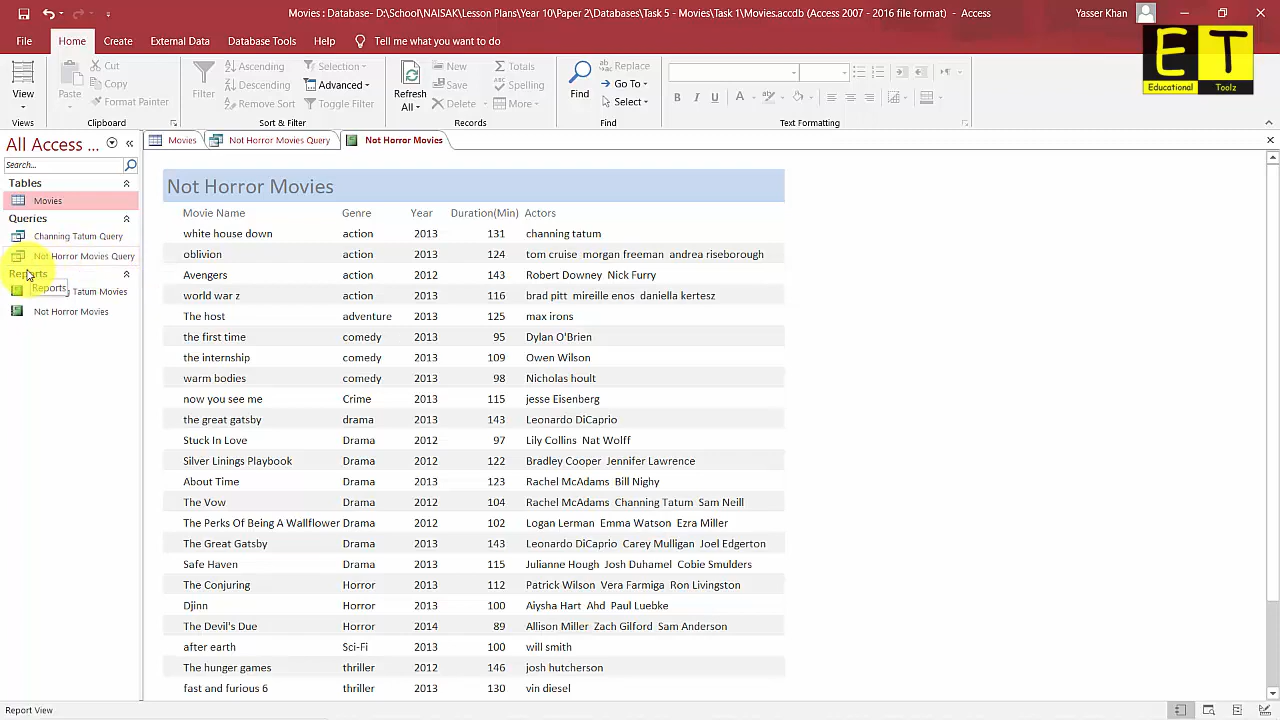 Movies : Database- D:\School\NAISAK\Lesson Plans\Year 10\Paper 2\Databases\Task 5 - Movies\Task 1\Movies.accdb (Access 2007 - 2016 file format) - Access
Yasser Khan
File Home Create External Data Database Tools Help Tell me what you want to do
ET
Educational Toolz
View
Views
Paste
Cut
Copy
Format Painter
Clipboard
Filter
Ascending
Descending
Remove Sort
Selection
Advanced
Toggle Filter
Sort & Filter
Refresh All
New
Save
Delete
Totals
Spelling
More
Records
Find
Replace
Go To
Select
Find
B I U A
Text Formatting
All Access ...
Search...
Tables
Movies
Queries
Channing Tatum Query
Not Horror Movies Query
Reports
Reports
Tatum Movies
Not Horror Movies
Movies Not Horror Movies Query Not Horror Movies
Not Horror Movies
Movie Name Genre Year Duration(Min) Actors
white house down action 2013 131 channing tatum
oblivion action 2013 124 tom cruise morgan freeman andrea riseborough
Avengers action 2012 143 Robert Downey Nick Furry
world war z action 2013 116 brad pitt mireille enos daniella kertesz
The host adventure 2013 125 max irons
the first time comedy 2013 95 Dylan O'Brien
the internship comedy 2013 109 Owen Wilson
warm bodies comedy 2013 98 Nicholas hoult
now you see me Crime 2013 115 jesse Eisenberg
the great gatsby drama 2013 143 Leonardo DiCaprio
Stuck In Love Drama 2012 97 Lily Collins Nat Wolff
Silver Linings Playbook Drama 2012 122 Bradley Cooper Jennifer Lawrence
About Time Drama 2013 123 Rachel McAdams Bill Nighy
The Vow Drama 2012 104 Rachel McAdams Channing Tatum Sam Neill
The Perks Of Being A Wallflower Drama 2012 102 Logan Lerman Emma Watson Ezra Miller
The Great Gatsby Drama 2013 143 Leonardo DiCaprio Carey Mulligan Joel Edgerton
Safe Haven Drama 2013 115 Julianne Hough Josh Duhamel Cobie Smulders
The Conjuring Horror 2013 112 Patrick Wilson Vera Farmiga Ron Livingston
Djinn Horror 2013 100 Aiysha Hart Ahd Paul Luebke
The Devil's Due Horror 2014 89 Allison Miller Zach Gilford Sam Anderson
after earth Sci-Fi 2013 100 will smith
The hunger games thriller 2012 146 josh hutcherson
fast and furious 6 thriller 2013 130 vin diesel
Report View